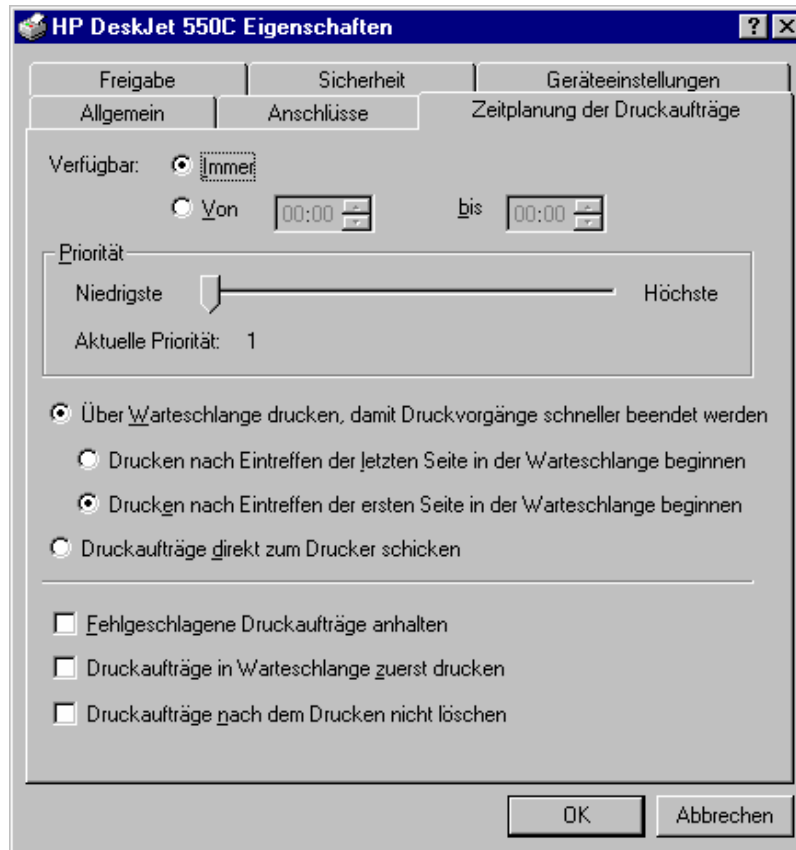 HP DeskJet 550C Eigenschaften
Freigabe Sicherheit Geräteeinstellungen
Allgemein Anschlüsse Zeitplanung der Druckaufträge
Verfügbar: Immer
Von 00:00 bis 00:00
Priorität
Niedrigste Höchste
Aktuelle Priorität: 1
Über Warteschlange drucken, damit Druckvorgänge schneller beendet werden
Drucken nach Eintreffen der letzten Seite in der Warteschlange beginnen
Drucken nach Eintreffen der ersten Seite in der Warteschlange beginnen
Druckaufträge direkt zum Drucker schicken
Fehlgeschlagene Druckaufträge anhalten
Druckaufträge in Warteschlange zuerst drucken
Druckaufträge nach dem Drucken nicht löschen
OK Abbrechen